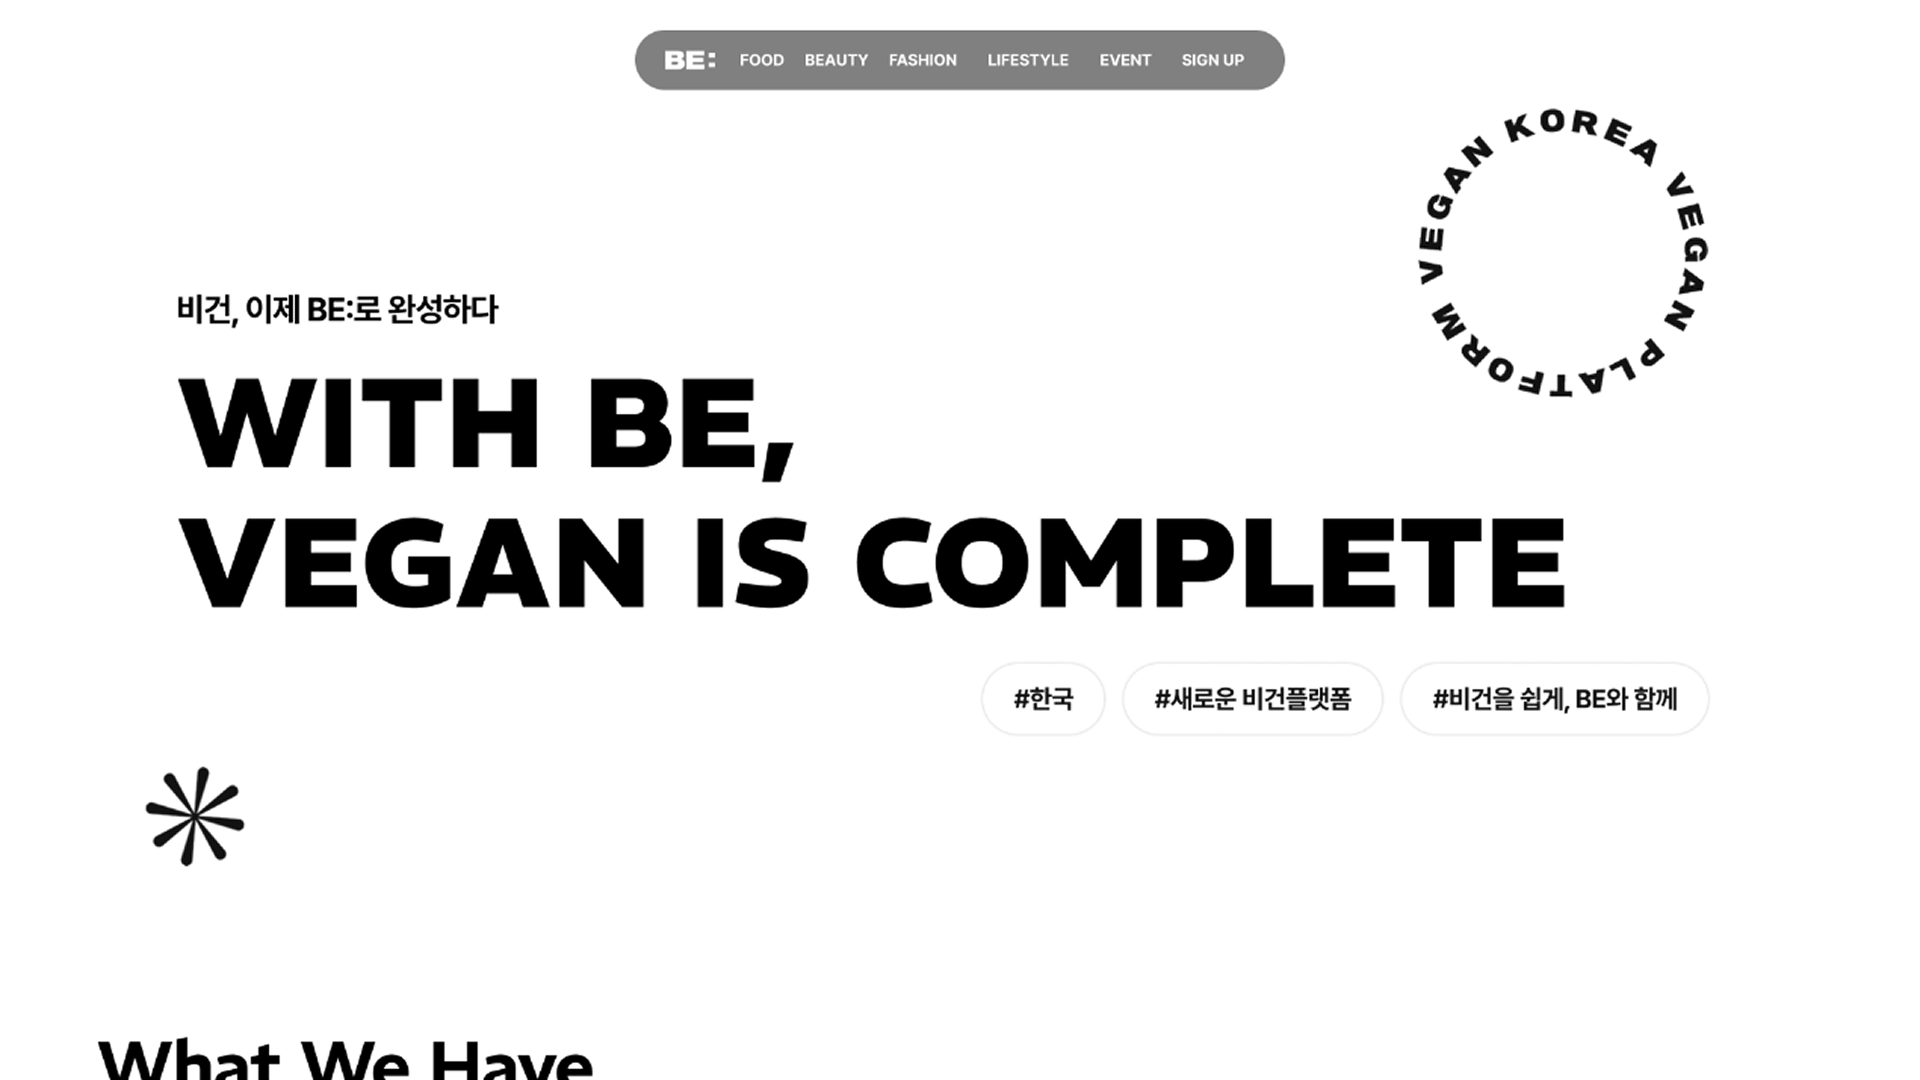 BE: FOOD BEAUTY FASHION LIFESTYLE EVENT SIGN UP
VEGAN KOREA VEGAN PLATFORM
비건, 이제 BE:로 완성하다
WITH BE,
VEGAN IS COMPLETE
#한국 #새로운 비건플랫폼 #비건을 쉽게, BE와 함께
What We Have